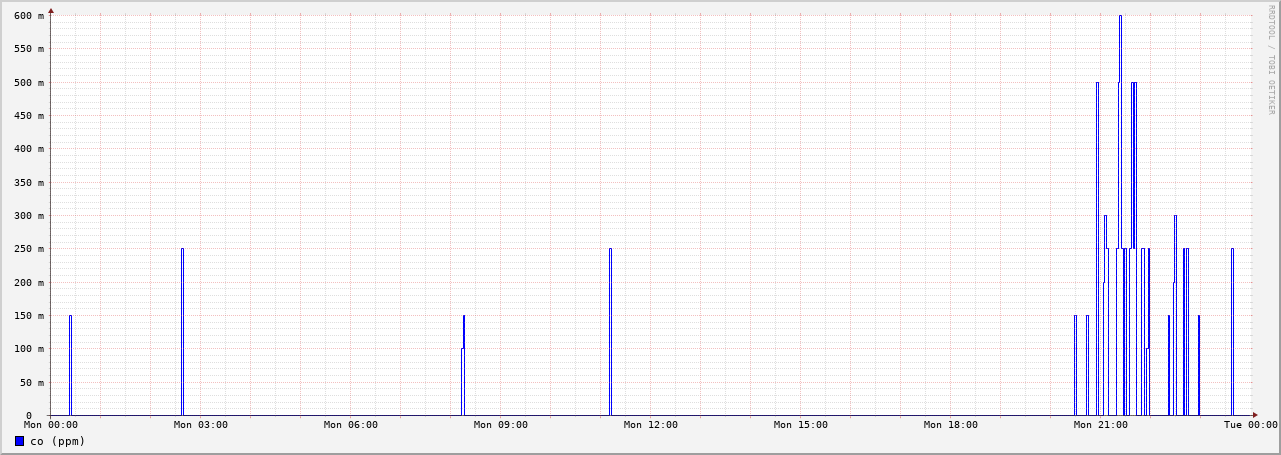 600 m
550 m
500 m
450 m
400 m
350 m
300 m
250 m
200 m
150 m
100 m
50 m
0
Mon 00:00 Mon 03:00 Mon 06:00 Mon 09:00 Mon 12:00 Mon 15:00 Mon 18:00 Mon 21:00 Tue 00:00
co (ppm)
RRDTOOL / TOBI OETIKER